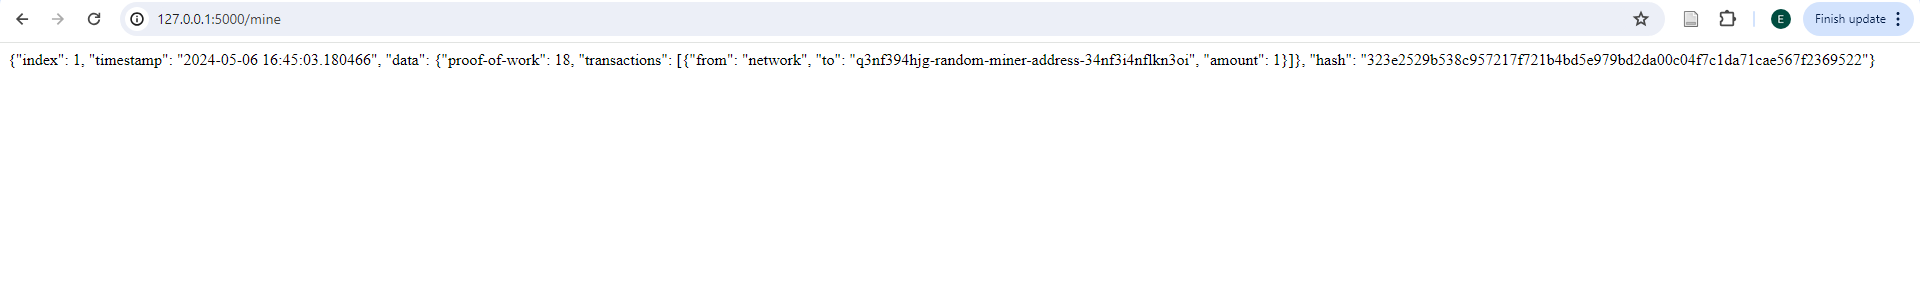 127.0.0.1:5000/mine
E
Finish update
{"index": 1, "timestamp": "2024-05-06 16:45:03.180466", "data": {"proof-of-work": 18, "transactions": [{"from": "network", "to": "q3nf394hjg-random-miner-address-34nf3i4nflkn3oi", "amount": 1}]}, "hash": "323e2529b538c957217f721b4bd5e979bd2da00c04f7c1da71cae567f2369522"}